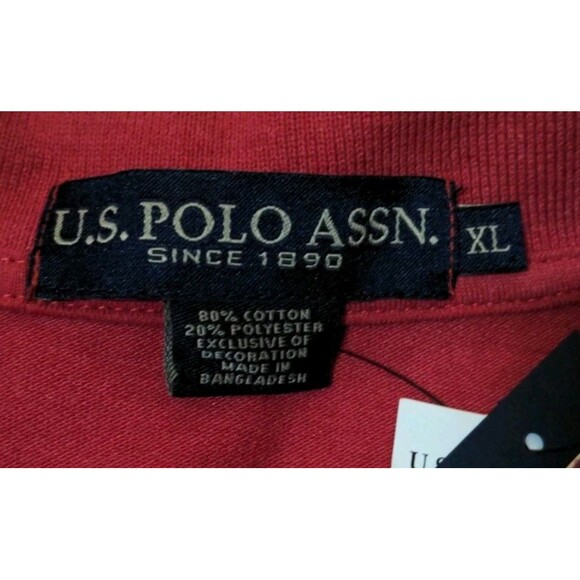 U.S. POLO ASSN.
SINCE 1890
XL
80% COTTON
20% POLYESTER
EXCLUSIVE OF
DECORATION
MADE IN
BANGLADESH
U.S